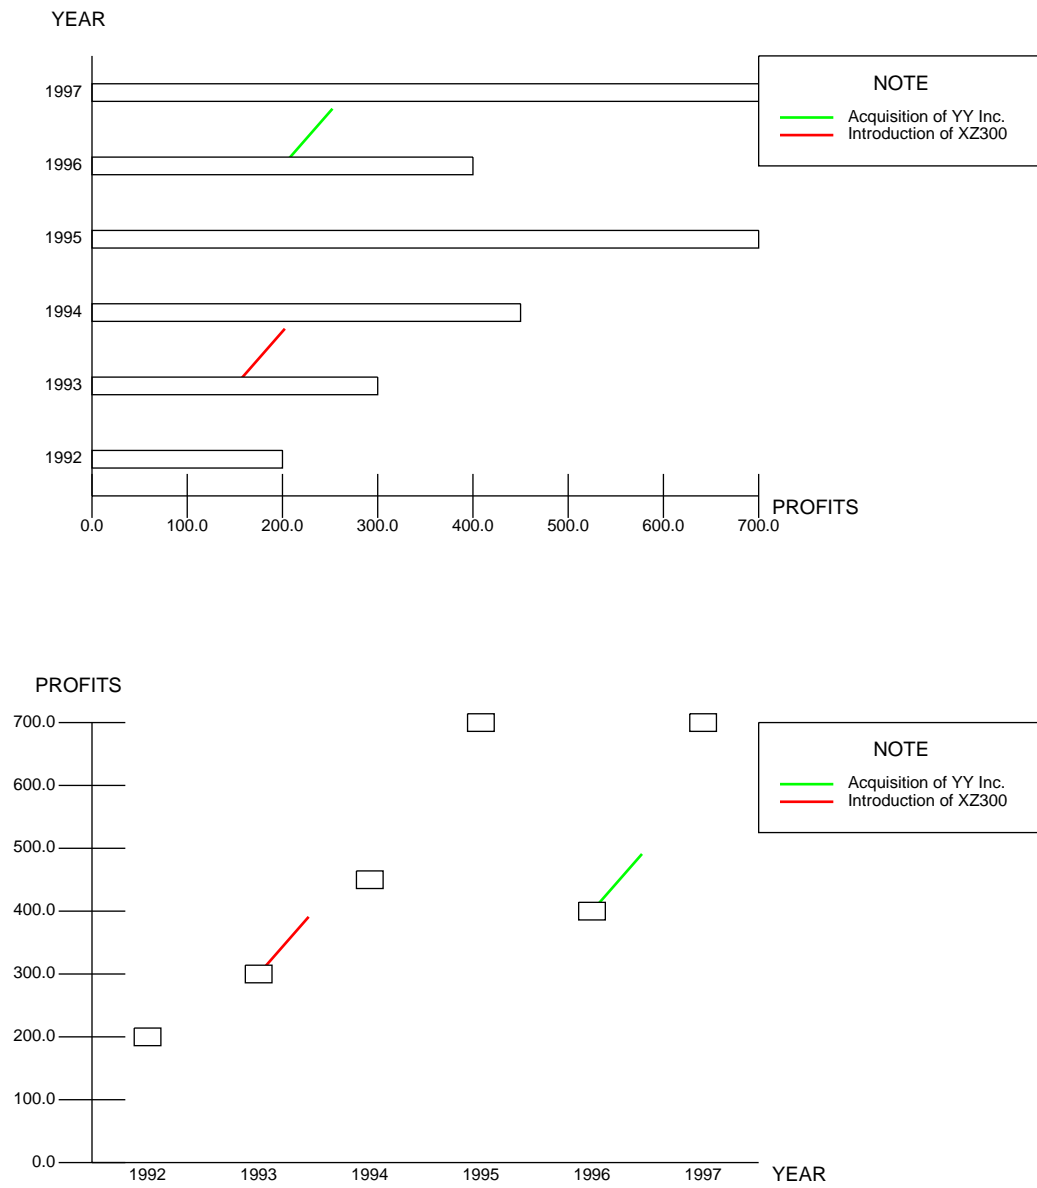 YEAR
1997
NOTE
Acquisition of YY Inc.
Introduction of XZ300
1996
1995
1994
1993
1992
0.0 100.0 200.0 300.0 400.0 500.0 600.0 700.0
PROFITS
PROFITS
700.0
NOTE
Acquisition of YY Inc.
Introduction of XZ300
600.0
500.0
400.0
300.0
200.0
100.0
0.0
1992 1993 1994 1995 1996 1997 YEAR